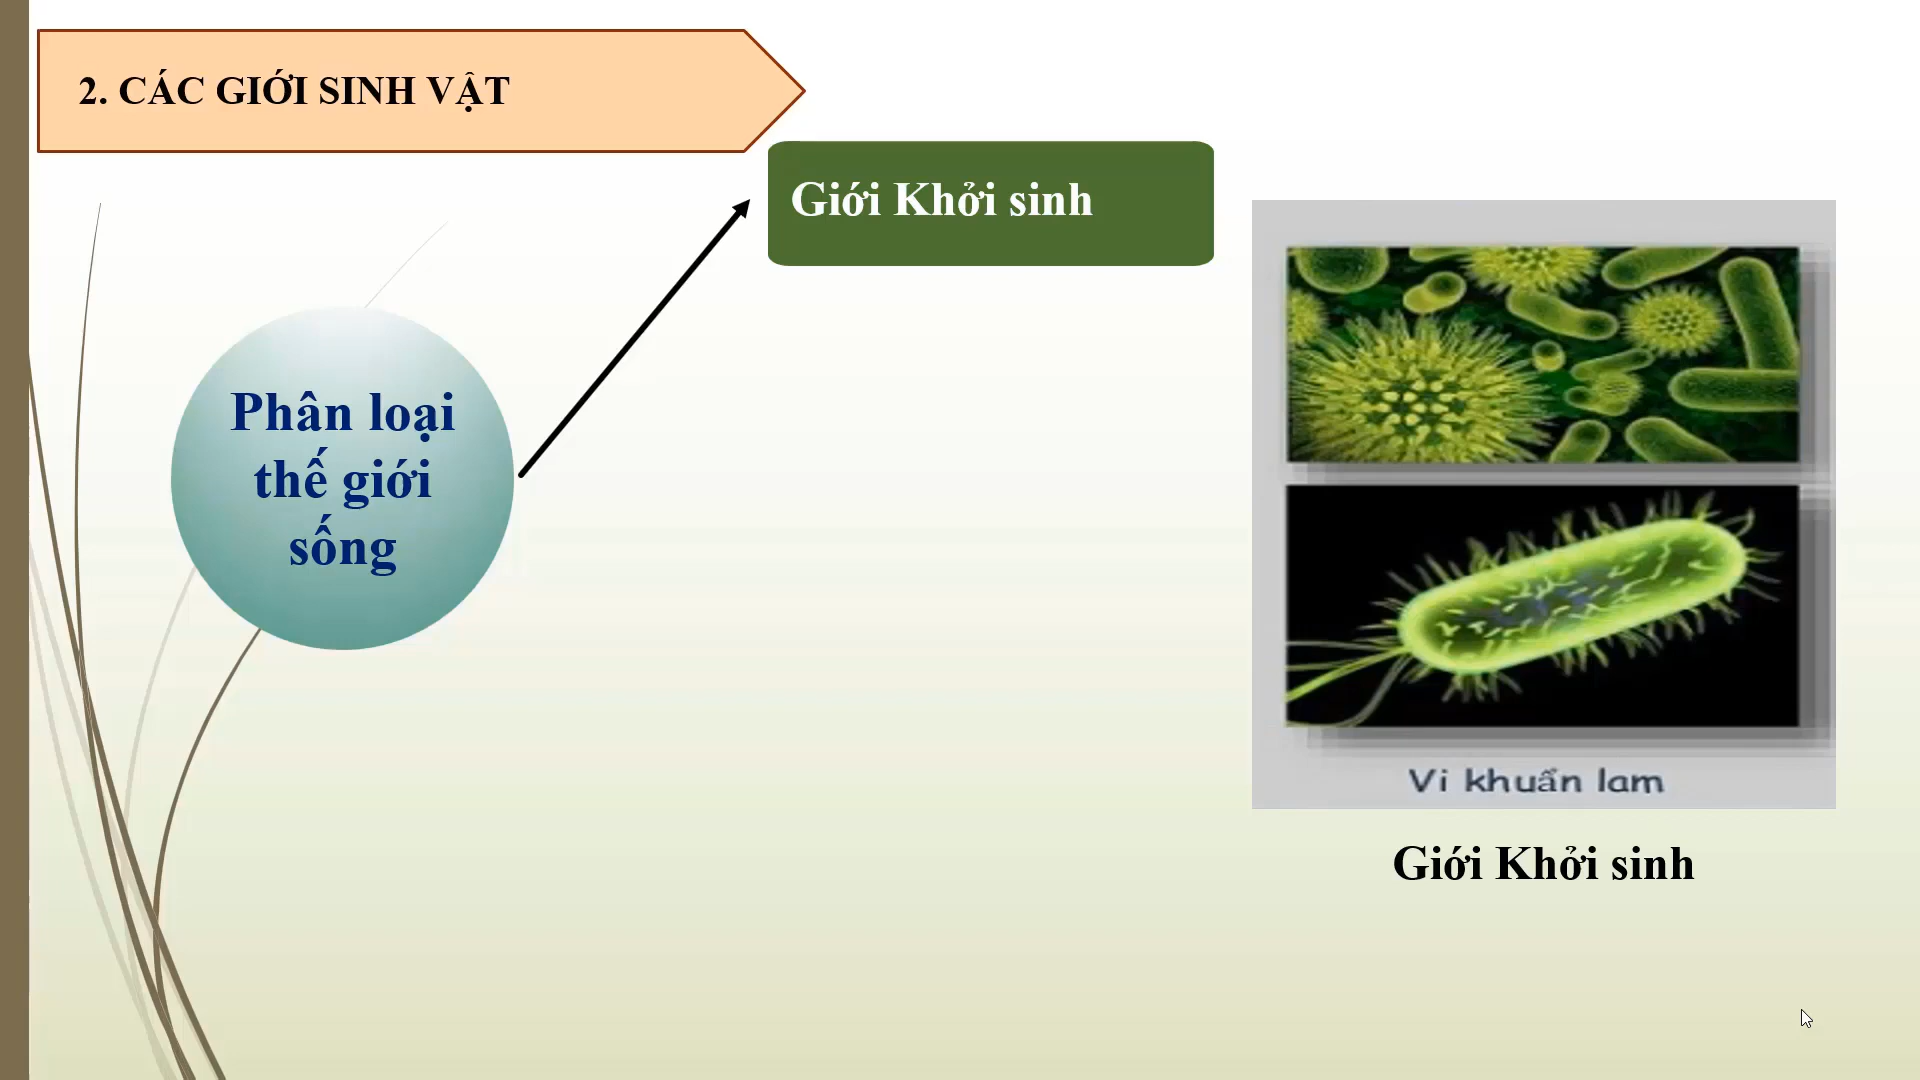 2. CÁC GIỚI SINH VẬT
Giới Khởi sinh
Phân loại
thế giới
sống
Vi khuẩn lam
Giới Khởi sinh